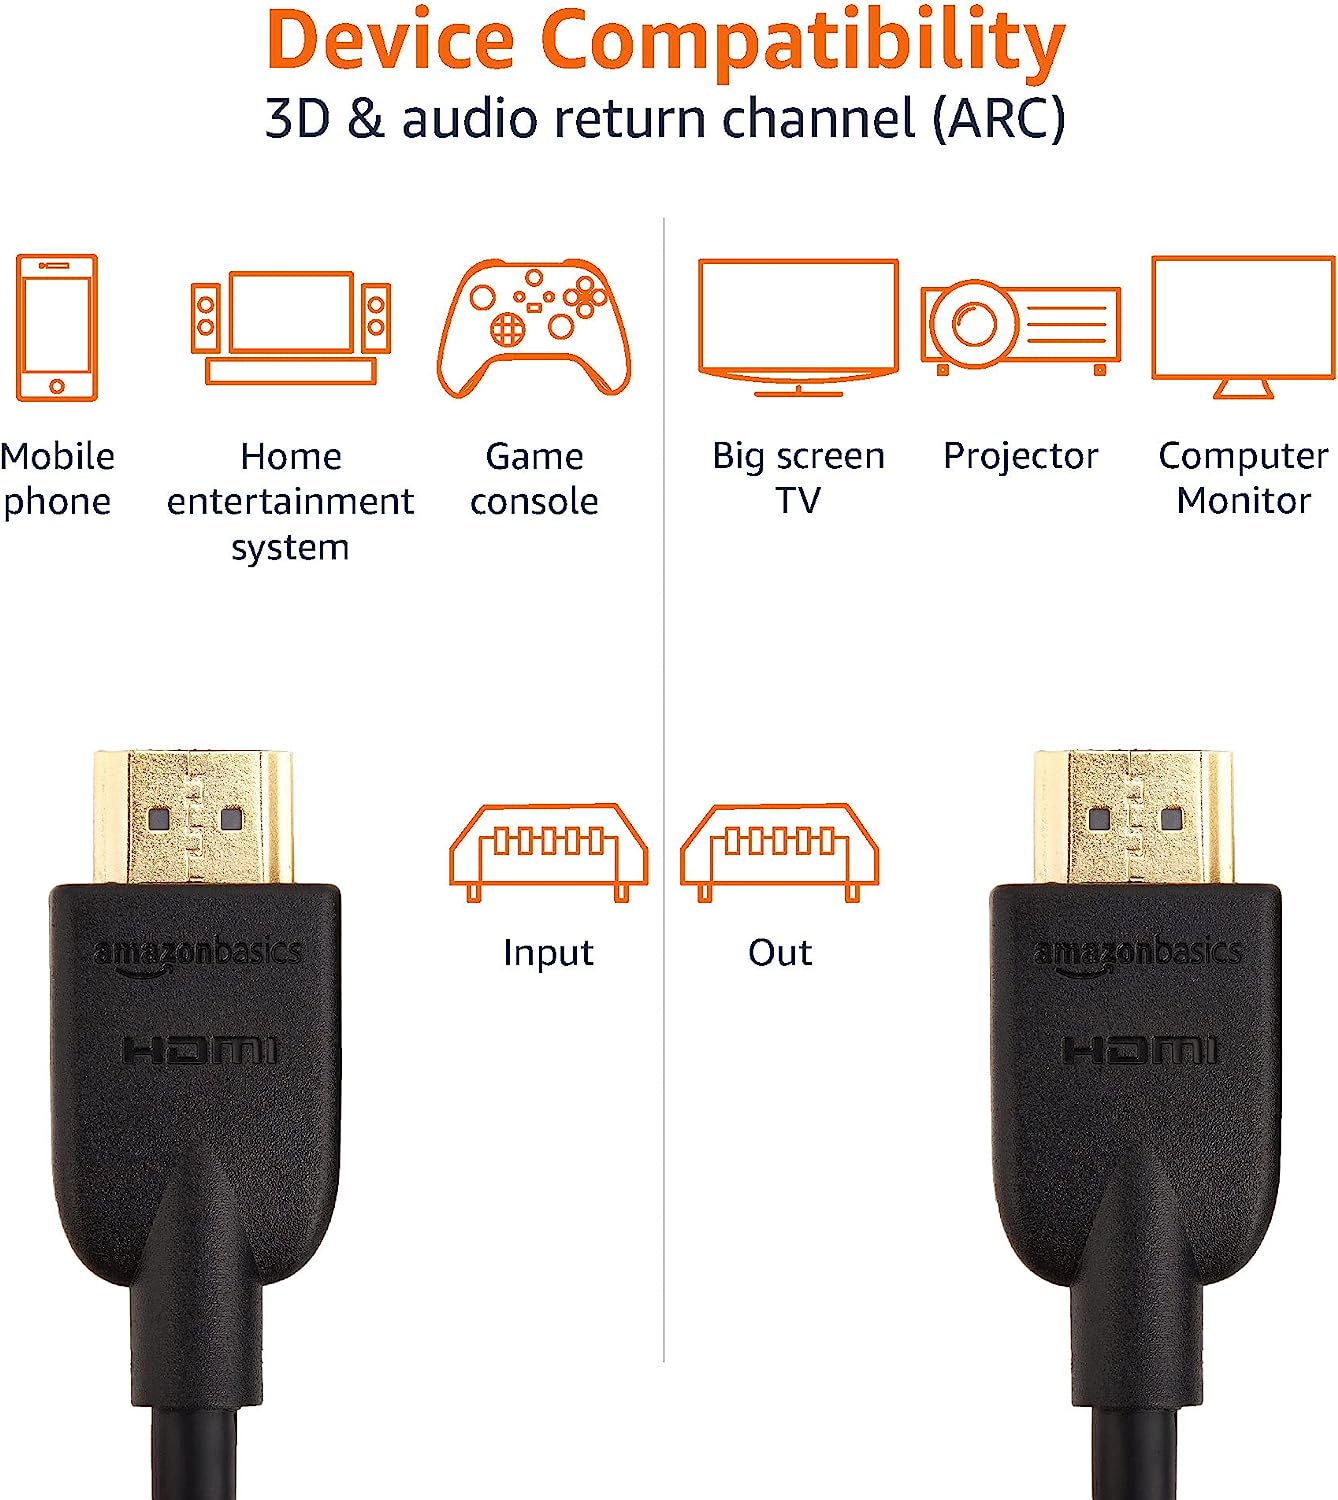 Device Compatibility
3D & audio return channel (ARC)
Mobile
phone
Home
entertainment
system
Game
console
Big screen
TV
Projector
Computer
Monitor
Input
Out
amazonbasics
HDMI
amazonbasics
HDMI